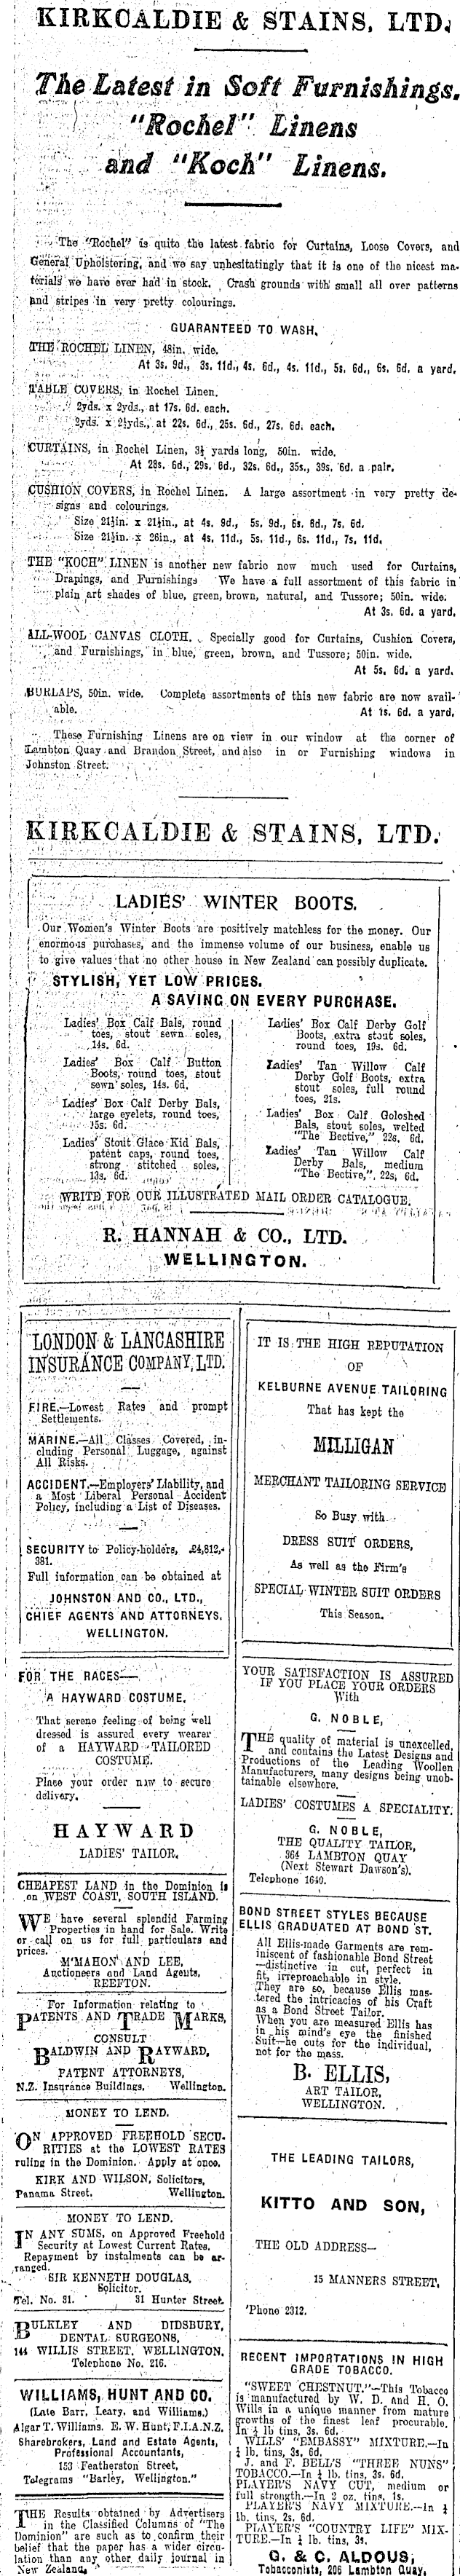 KIRKCALDIE & STAINS, LTD.
The Latest in Soft Furnishings.
"Rochel" Linens
and "Koch" Linens.
The "Rochel" is quite the latest fabric for Curtains, Loose Covers, and
General Upholstering, and we say unhesitatingly that it is one of the nicest ma-
terials we have ever had in stock. Crash grounds with small all over patterns
and stripes in very pretty colourings.
GUARANTEED TO WASH.
THE ROCHEL LINEN, 48in. wide.
At 3s. 9d., 3s. 11d., 4s. 6d., 4s. 11d., 5s. 6d., 6s. 6d. a yard.
TABLE COVERS, in Rochel Linen.
2yds. x 2yds., at 17s. 6d. each.
2yds. x 2½yds., at 22s. 6d., 25s. 6d., 27s. 6d. each.
CURTAINS, in Rochel Linen, 3½ yards long, 50in. wide.
At 28s. 6d., 29s. 6d., 32s. 6d., 35s., 39s. 6d. a pair.
CUSHION COVERS, in Rochel Linen. A large assortment in very pretty de-
signs and colourings.
Size 21½in. x 21½in., at 4s. 9d., 5s. 9d., 6s. 8d., 7s. 6d.
Size 21½in. x 26in., at 4s. 11d., 5s. 11d., 6s. 11d., 7s. 11d.
THE "KOCH" LINEN is another new fabric now much used for Curtains,
Drapings, and Furnishings We have a full assortment of this fabric in
plain art shades of blue, green, brown, natural, and Tussore; 50in. wide.
At 3s. 6d. a yard.
ALL-WOOL CANVAS CLOTH. Specially good for Curtains, Cushion Covers,
and Furnishings, in blue, green, brown, and Tussore; 50in. wide.
At 5s. 6d. a yard.
BURLAPS, 50in. wide. Complete assortments of this new fabric are now avail-
able. At 1s. 6d. a yard.
These Furnishing Linens are on view in our window at the corner of
Lambton Quay and Brandon Street, and also in or Furnishing windows in
Johnston Street.
KIRKCALDIE & STAINS, LTD.
LADIES' WINTER BOOTS.
Our Women's Winter Boots are positively matchless for the money. Our
enormous purchases, and the immense volume of our business, enable us
to give values that no other house in New Zealand can possibly duplicate.
STYLISH, YET LOW PRICES.
A SAVING ON EVERY PURCHASE.
Ladies' Box Calf Bals, round
toes, stout sewn soles,
14s. 6d.
Ladies' Box Calf Button
Boots, round toes, stout
sewn soles, 14s. 6d.
Ladies' Box Calf Derby Bals,
large eyelets, round toes,
15s. 6d.
Ladies' Stout Glace Kid Bals,
patent caps, round toes,
strong stitched soles,
13s. 6d.
Ladies' Box Calf Derby Golf
Boots, extra stout soles,
round toes, 19s. 6d.
Ladies' Tan Willow Calf
Derby Golf Boots, extra
stout soles, full round
toes, 21s.
Ladies' Box Calf Goloshed
Bals, stout soles, welted
"The Bective," 22s. 6d.
Ladies' Tan Willow Calf
Derby Bals, medium
"The Bective," 22s. 6d.
WRITE FOR OUR ILLUSTRATED MAIL ORDER CATALOGUE.
R. HANNAH & CO., LTD.
WELLINGTON.
LONDON & LANCASHIRE
INSURANCE COMPANY, LTD.
FIRE.—Lowest Rates and prompt
Settlements.
MARINE.—All Classes Covered, in-
cluding Personal Luggage, against
All Risks.
ACCIDENT.—Employers' Liability, and
a Most Liberal Personal Accident
Policy, including a List of Diseases.
SECURITY to Policy-holders, £4,812,-
381.
Full information can be obtained at
JOHNSTON AND CO., LTD.,
CHIEF AGENTS AND ATTORNEYS,
WELLINGTON.
FOR THE RACES—
A HAYWARD COSTUME.
That serene feeling of being well
dressed is assured every wearer
of a HAYWARD TAILORED
COSTUME.
Place your order now to secure
delivery.
HAYWARD
LADIES' TAILOR.
CHEAPEST LAND in the Dominion is
on WEST COAST, SOUTH ISLAND.
WE have several splendid Farming
Properties in hand for Sale. Write
or call on us for full particulars and
prices.
M'MAHON AND LEE,
Auctioneers and Land Agents,
REEFTON.
For Information relating to
PATENTS AND TRADE MARKS,
CONSULT
BALDWIN AND RAYWARD,
PATENT ATTORNEYS,
N.Z. Insurance Buildings, Wellington.
MONEY TO LEND.
ON APPROVED FREEHOLD SECU-
RITIES at the LOWEST RATES
ruling in the Dominion. Apply at once.
KIRK AND WILSON, Solicitors,
Panama Street. Wellington.
MONEY TO LEND.
IN ANY SUMS, on Approved Freehold
Security at Lowest Current Rates.
Repayment by instalments can be ar-
ranged.
SIR KENNETH DOUGLAS,
Solicitor.
Tel. No. 31. 31 Hunter Street.
BULKLEY AND DIDSBURY,
DENTAL SURGEONS,
144 WILLIS STREET, WELLINGTON.
Telephone No. 216.
WILLIAMS, HUNT AND CO.
(Late Barr, Leary, and Williams.)
Algar T. Williams. E. W. Hunt, F.I.A.N.Z.
Sharebrokers, Land and Estate Agents,
Professional Accountants,
153 Featherston Street.
Telegrams "Barley, Wellington."
THE Results obtained by Advertisers
in the Classified Columns of "The
Dominion" are such as to confirm their
belief that the paper has a wider circu-
lation than any other daily journal in
New Zealand.
IT IS THE HIGH REPUTATION
OF
KELBURNE AVENUE TAILORING
That has kept the
MILLIGAN
MERCHANT TAILORING SERVICE
So Busy with
DRESS SUIT ORDERS,
As well as the Firm's
SPECIAL WINTER SUIT ORDERS
This Season.
YOUR SATISFACTION IS ASSURED
IF YOU PLACE YOUR ORDERS
With
G. NOBLE,
THE quality of material is unexcelled,
and contains the Latest Designs and
Productions of the Leading Woollen
Manufacturers, many designs being unob-
tainable elsewhere.
LADIES' COSTUMES A SPECIALITY.
G. NOBLE,
THE QUALITY TAILOR,
364 LAMBTON QUAY
(Next Stewart Dawson's).
Telephone 1640.
BOND STREET STYLES BECAUSE
ELLIS GRADUATED AT BOND ST.
All Ellis-made Garments are rem-
iniscent of fashionable Bond Street
—distinctive in cut, perfect in
fit, irreproachable in style.
They are so, because Ellis mas-
tered the intricacies of his Craft
as a Bond Street Tailor.
When you are measured Ellis has
in his mind's eye the finished
Suit—he cuts for the individual,
not for the mass.
B. ELLIS,
ART TAILOR,
WELLINGTON.
THE LEADING TAILORS,
KITTO AND SON,
THE OLD ADDRESS—
15 MANNERS STREET.
'Phone 2312.
RECENT IMPORTATIONS IN HIGH
GRADE TOBACCO.
"SWEET CHESTNUT."—This Tobacco
is manufactured by W. D. and H. O.
Wills in a unique manner from mature
growths of the finest leaf procurable.
In ¼ lb tins, 3s. 6d.
WILLS' "EMBASSY" MIXTURE.—In
¼ lb. tins, 3s. 6d.
J. and F. BELL'S "THREE NUNS"
TOBACCO.—In ¼ lb. tins, 3s. 6d.
PLAYER'S NAVY CUT, medium or
full strength.—In 2 oz. tins, 1s.
PLAYER'S NAVY MIXTURE.—In ¼
lb. tins, 2s. 6d.
PLAYER'S "COUNTRY LIFE" MIX-
TURE.—In ¼ lb. tins, 3s.
G. & C. ALDOUS,
Tobacconists, 206 Lambton Quay.